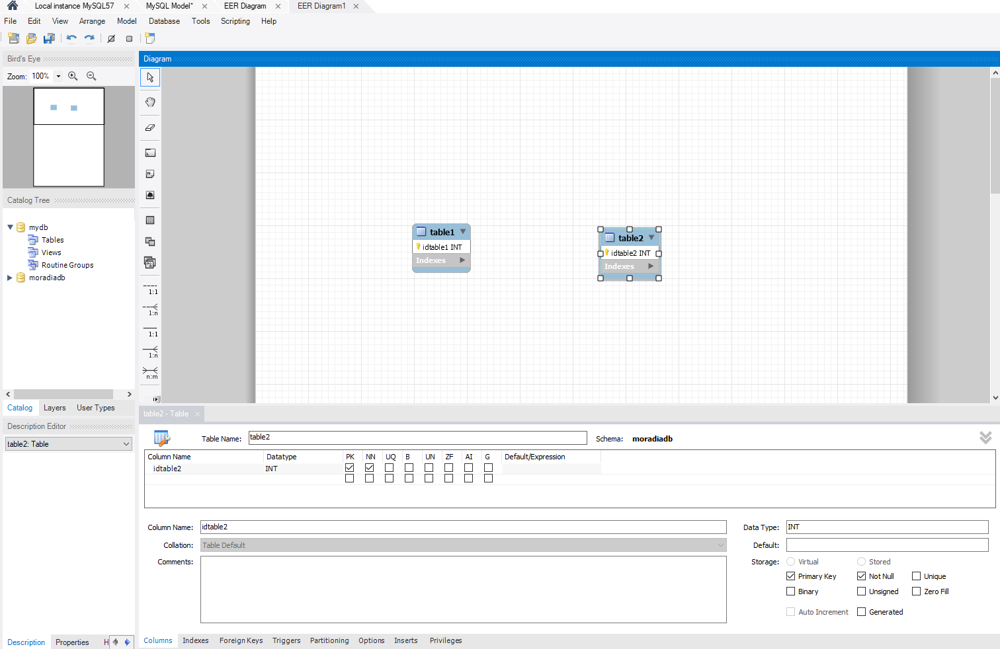 Local instance MySQL57
MySQL Model*
EER Diagram
EER Diagram1
File Edit View Arrange Model Database Tools Scripting Help
Bird's Eye
Zoom: 100%
Catalog Tree
mydb
Tables
Views
Routine Groups
moradiadb
Catalog Layers User Types
Description Editor
table2: Table
Description Properties H
Diagram
1:1
1:n
1:1
1:n
n:m
table1
idtable1 INT
Indexes
table2
idtable2 INT
Indexes
table2 - Table
Table Name: table2 Schema: moradiadb
Column Name Datatype PK NN UQ B UN ZF AI G Default/Expression
idtable2 INT
Column Name: idtable2
Collation: Table Default
Comments:
Data Type: INT
Default:
Storage: Virtual Stored
Primary Key Not Null Unique
Binary Unsigned Zero Fill
Auto Increment Generated
Columns Indexes Foreign Keys Triggers Partitioning Options Inserts Privileges